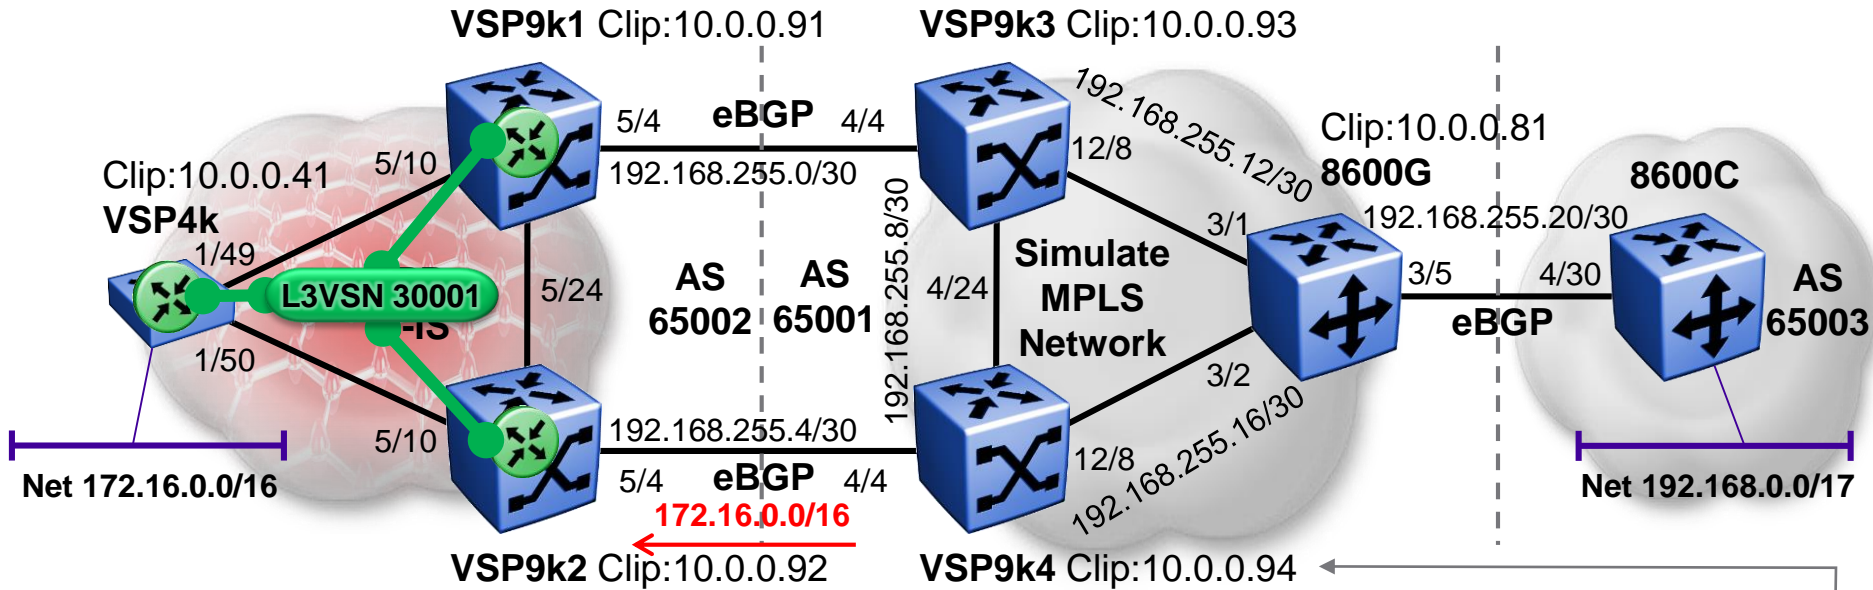 VSP9k1 Clip:10.0.0.91
VSP9k3 Clip:10.0.0.93
5/4
eBGP
4/4
192.168.255.0/30
192.168.255.12/30
12/8
Clip:10.0.0.81
8600G
8600C
Clip:10.0.0.41
VSP4k
5/10
1/49
192.168.255.8/30
3/1
192.168.255.20/30
L3VSN 30001
-IS
5/24
AS
65002
AS
65001
4/24
Simulate
MPLS
Network
3/5
4/30
eBGP
AS
65003
1/50
3/2
5/10
192.168.255.4/30
12/8
192.168.255.16/30
5/4
eBGP
4/4
172.16.0.0/16
Net 172.16.0.0/16
Net 192.168.0.0/17
VSP9k2 Clip:10.0.0.92
VSP9k4 Clip:10.0.0.94